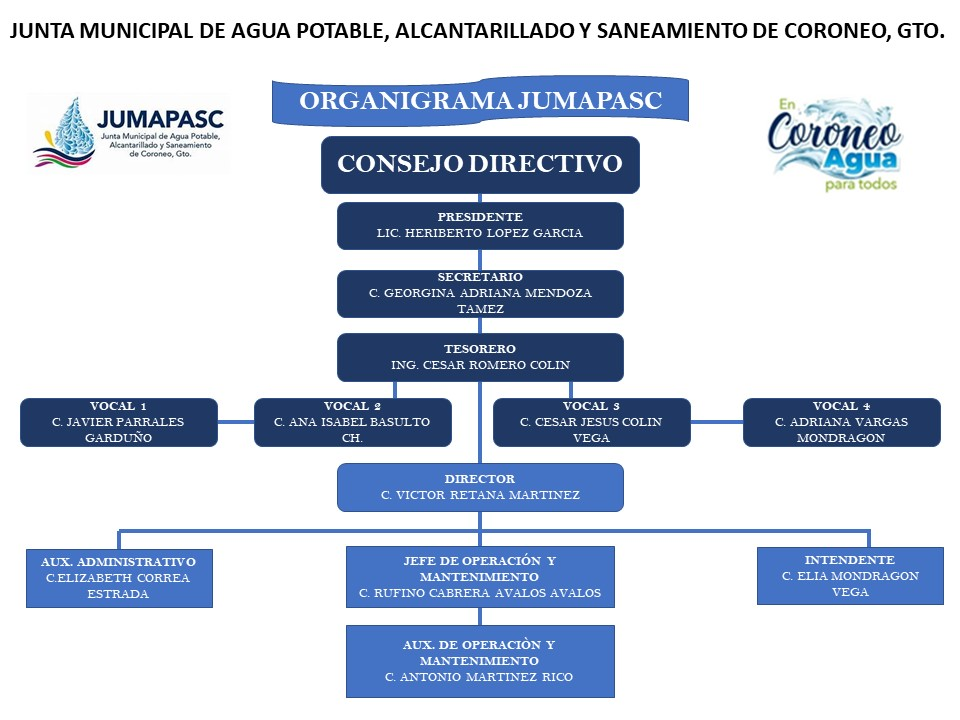 JUNTA MUNICIPAL DE AGUA POTABLE, ALCANTARILLADO Y SANEAMIENTO DE CORONEO, GTO.
ORGANIGRAMA JUMAPASC
JUMAPASC
Junta Municipal de Agua Potable,
Alcantarillado y Saneamiento
de Coroneo, Gto.
En
Coroneo
Agua
para todos
CONSEJO DIRECTIVO
PRESIDENTE
LIC. HERIBERTO LOPEZ GARCIA
SECRETARIO
C. GEORGINA ADRIANA MENDOZA
TAMEZ
TESORERO
ING. CESAR ROMERO COLIN
VOCAL 1
C. JAVIER PARRALES
GARDUÑO
VOCAL 2
C. ANA ISABEL BASULTO
CH.
VOCAL 3
C. CESAR JESUS COLIN
VEGA
VOCAL 4
C. ADRIANA VARGAS
MONDRAGON
DIRECTOR
C. VICTOR RETANA MARTINEZ
AUX. ADMINISTRATIVO
C.ELIZABETH CORREA
ESTRADA
JEFE DE OPERACIÓN Y
MANTENIMIENTO
C. RUFINO CABRERA AVALOS AVALOS
INTENDENTE
C. ELIA MONDRAGON
VEGA
AUX. DE OPERACIÒN Y
MANTENIMIENTO
C. ANTONIO MARTINEZ RICO